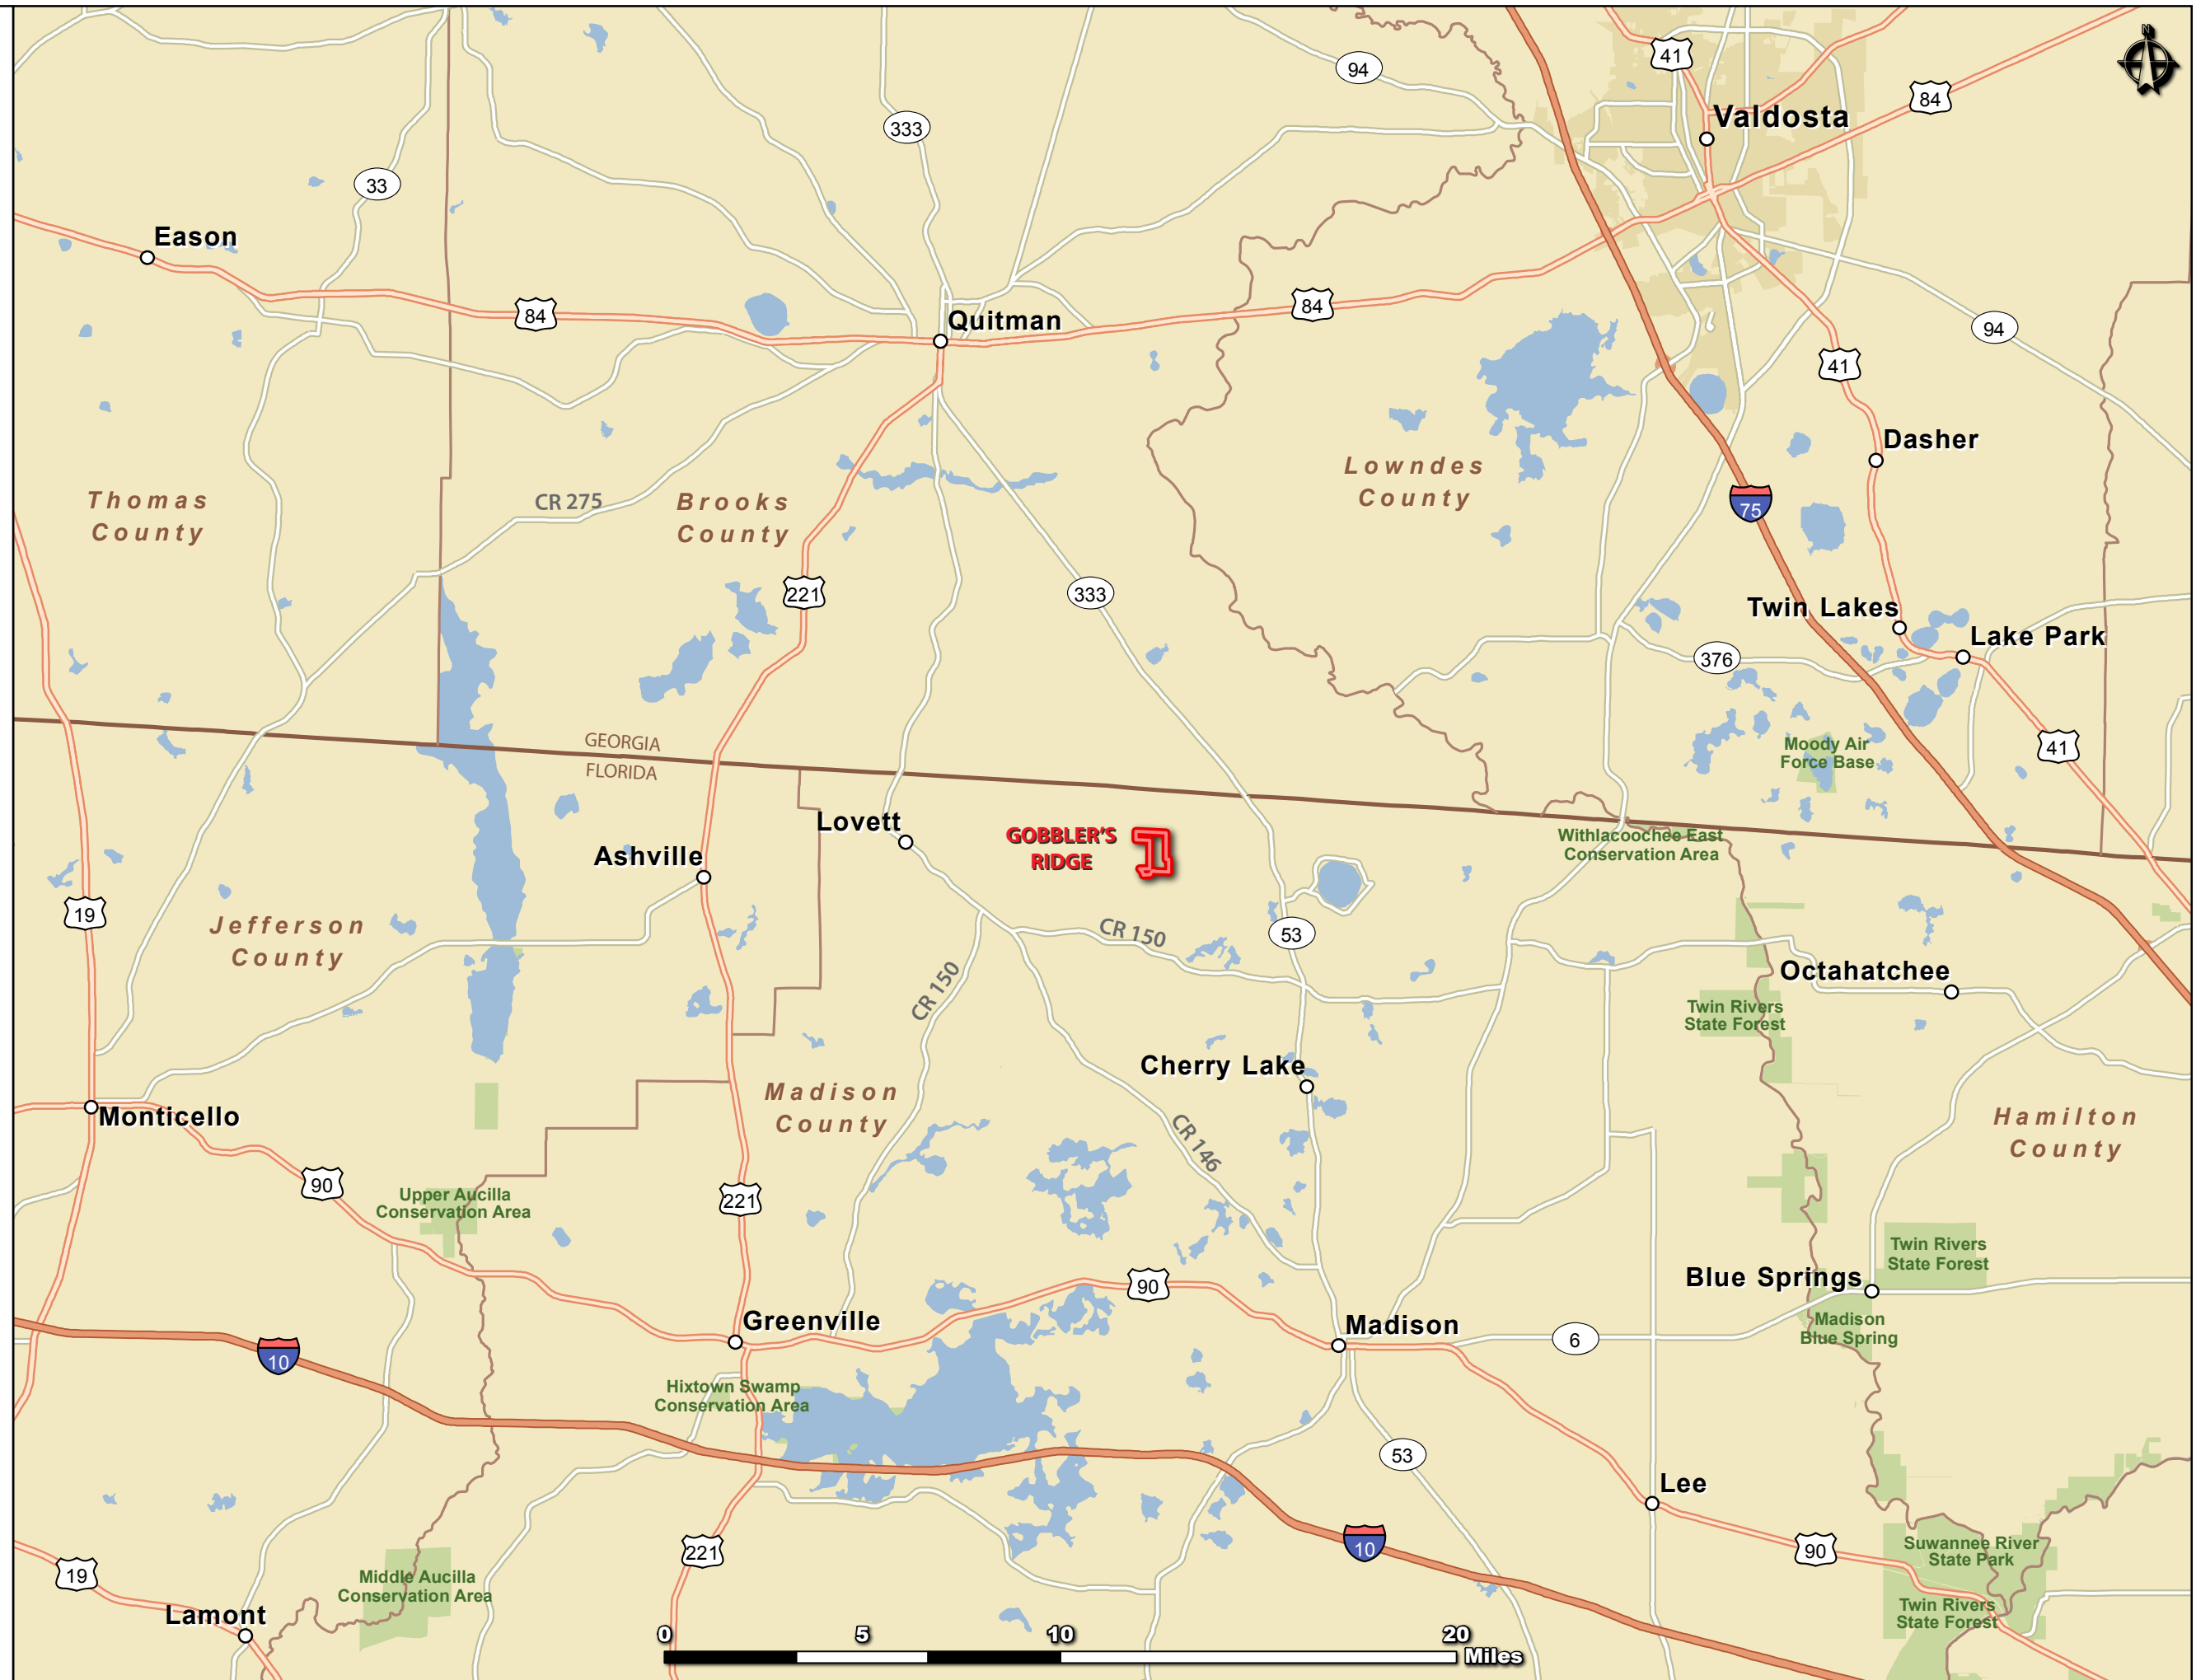 N
94
41
84
Valdosta
333
33
Eason
84
Quitman
84
94
41
Dasher
Thomas
County
CR 275
Brooks
County
Lowndes
County
75
221
333
Twin Lakes
Lake Park
376
GEORGIA
FLORIDA
Moody Air
Force Base
41
Lovett
GOBBLER'S
RIDGE
Withlacoochee East
Conservation Area
Ashville
19
Jefferson
County
CR 150
53
CR 150
Octahatchee
Twin Rivers
State Forest
Cherry Lake
Madison
County
Monticello
CR 146
Hamilton
County
90
Upper Aucilla
Conservation Area
221
Twin Rivers
State Forest
90
Blue Springs
Greenville
Madison
6
Madison
Blue Spring
10
Hixtown Swamp
Conservation Area
53
Lee
10
221
90
Suwannee River
State Park
19
Middle Aucilla
Conservation Area
Lamont
Twin Rivers
State Forest
0 5 10 20
Miles